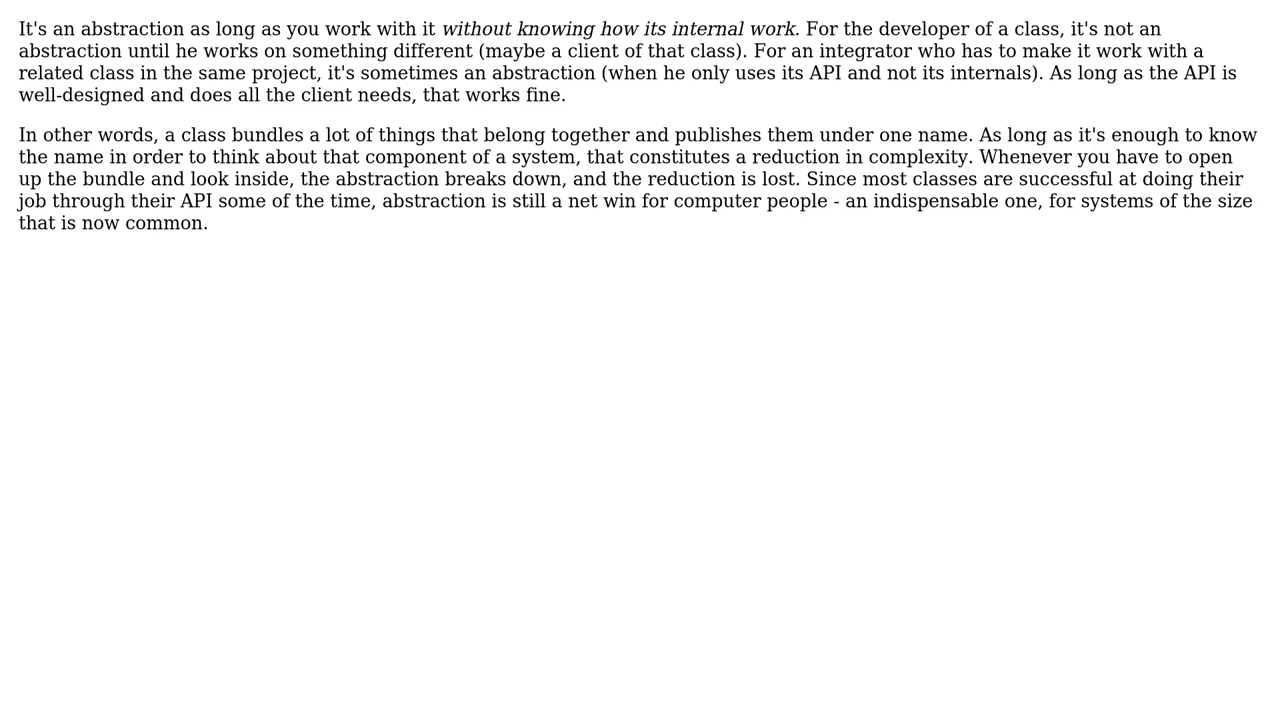 It's an abstraction as long as you work with it without knowing how its internal work. For the developer of a class, it's not an
abstraction until he works on something different (maybe a client of that class). For an integrator who has to make it work with a
related class in the same project, it's sometimes an abstraction (when he only uses its API and not its internals). As long as the API is
well-designed and does all the client needs, that works fine.
In other words, a class bundles a lot of things that belong together and publishes them under one name. As long as it's enough to know
the name in order to think about that component of a system, that constitutes a reduction in complexity. Whenever you have to open
up the bundle and look inside, the abstraction breaks down, and the reduction is lost. Since most classes are successful at doing their
job through their API some of the time, abstraction is still a net win for computer people - an indispensable one, for systems of the size
that is now common.